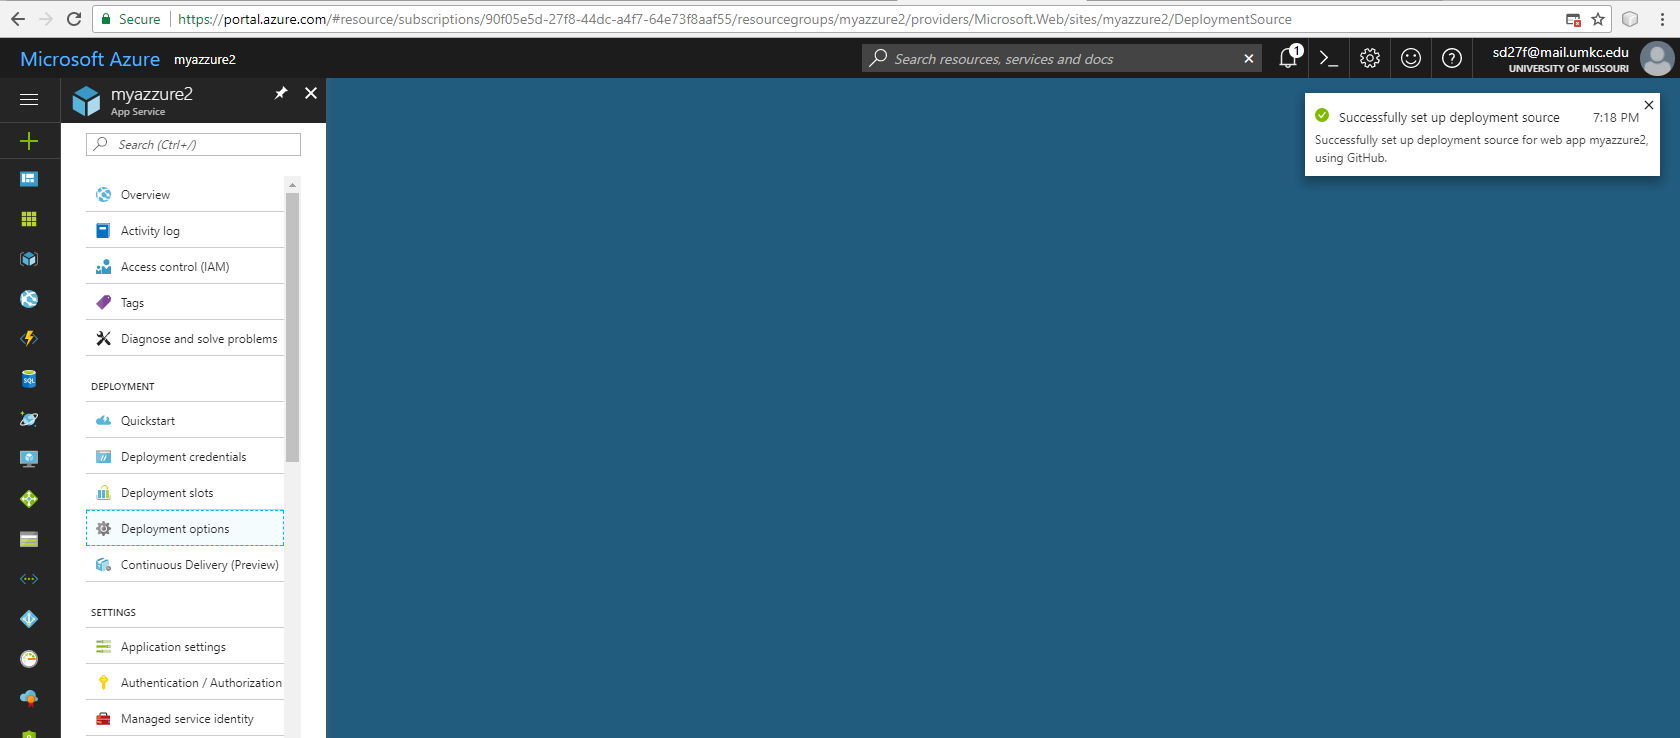 Secure
https://portal.azure.com/#resource/subscriptions/90f05e5d-27f8-44dc-a4f7-64e73f8aaf55/resourcegroups/myazzure2/providers/Microsoft.Web/sites/myazzure2/DeploymentSource
Microsoft Azure myazzure2
Search resources, services and docs
1
sd27f@mail.umkc.edu
UNIVERSITY OF MISSOURI
myazzure2
App Service
Search (Ctrl+/)
Overview
Activity log
Access control (IAM)
Tags
Diagnose and solve problems
DEPLOYMENT
Quickstart
Deployment credentials
Deployment slots
Deployment options
Continuous Delivery (Preview)
SETTINGS
Application settings
Authentication / Authorization
Managed service identity
SQL
Successfully set up deployment source 7:18 PM
Successfully set up deployment source for web app myazzure2,
using GitHub.